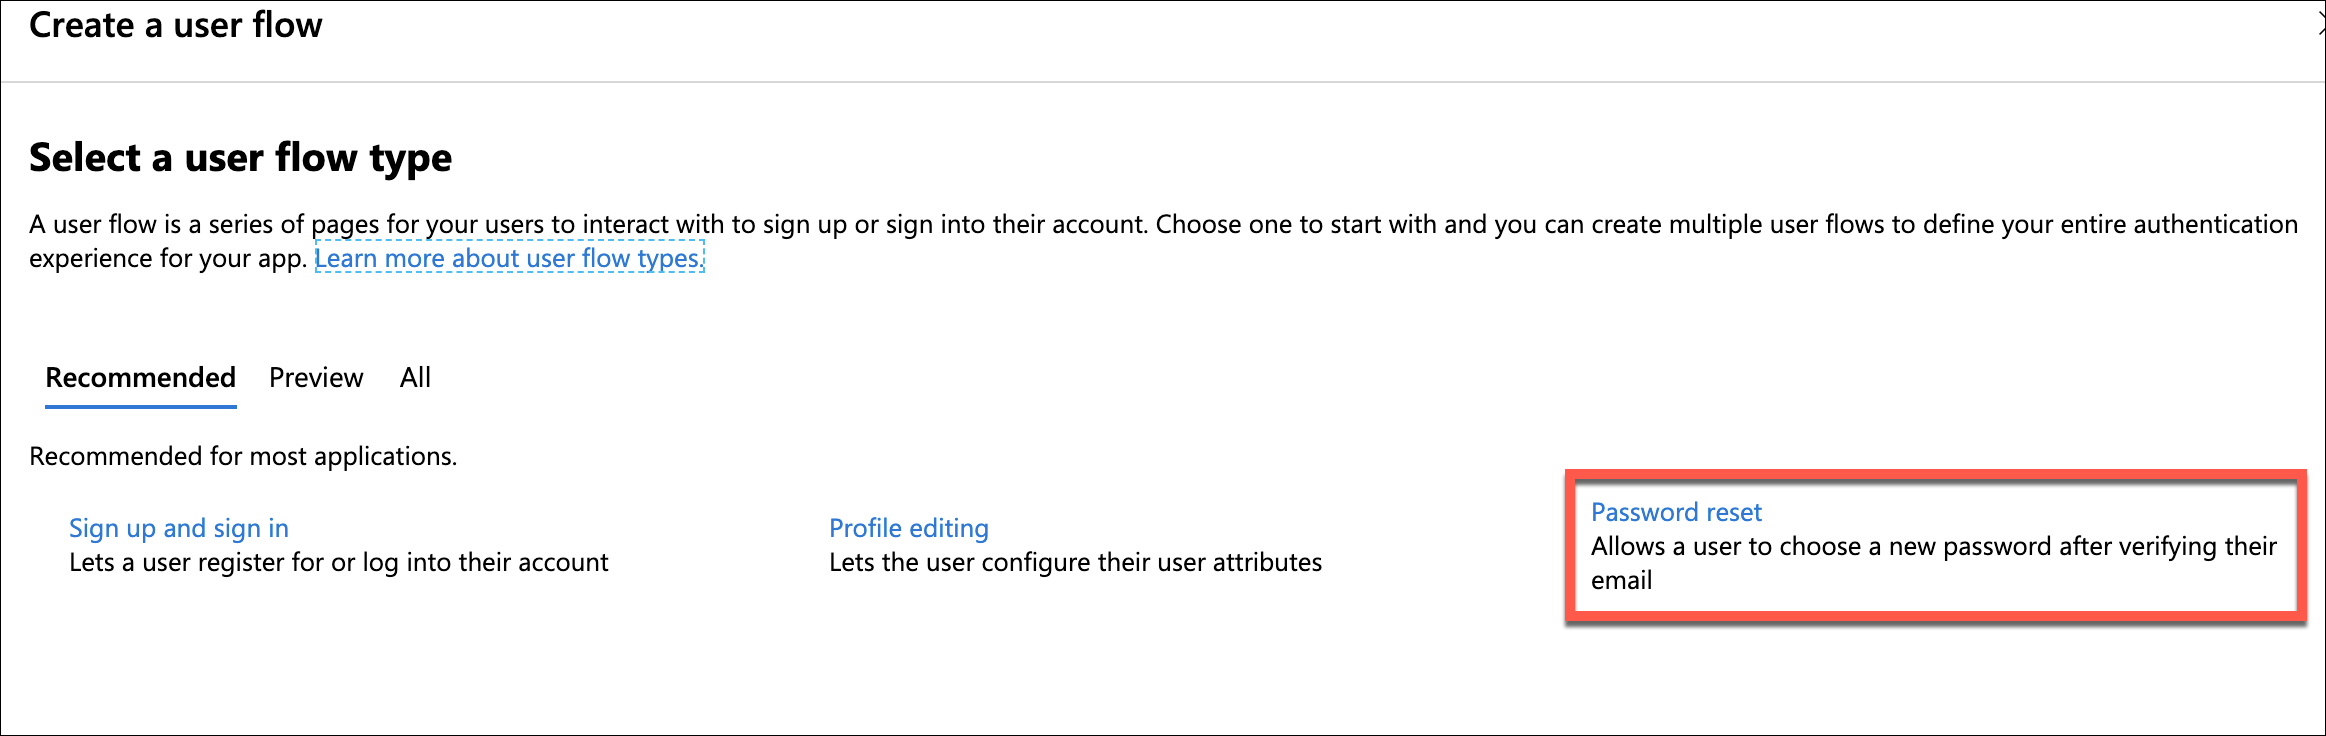 Create a user flow
Select a user flow type
A user flow is a series of pages for your users to interact with to sign up or sign into their account. Choose one to start with and you can create multiple user flows to define your entire authentication
experience for your app. Learn more about user flow types.
Recommended Preview All
Recommended for most applications.
Sign up and sign in
Lets a user register for or log into their account
Profile editing
Lets the user configure their user attributes
Password reset
Allows a user to choose a new password after verifying their
email